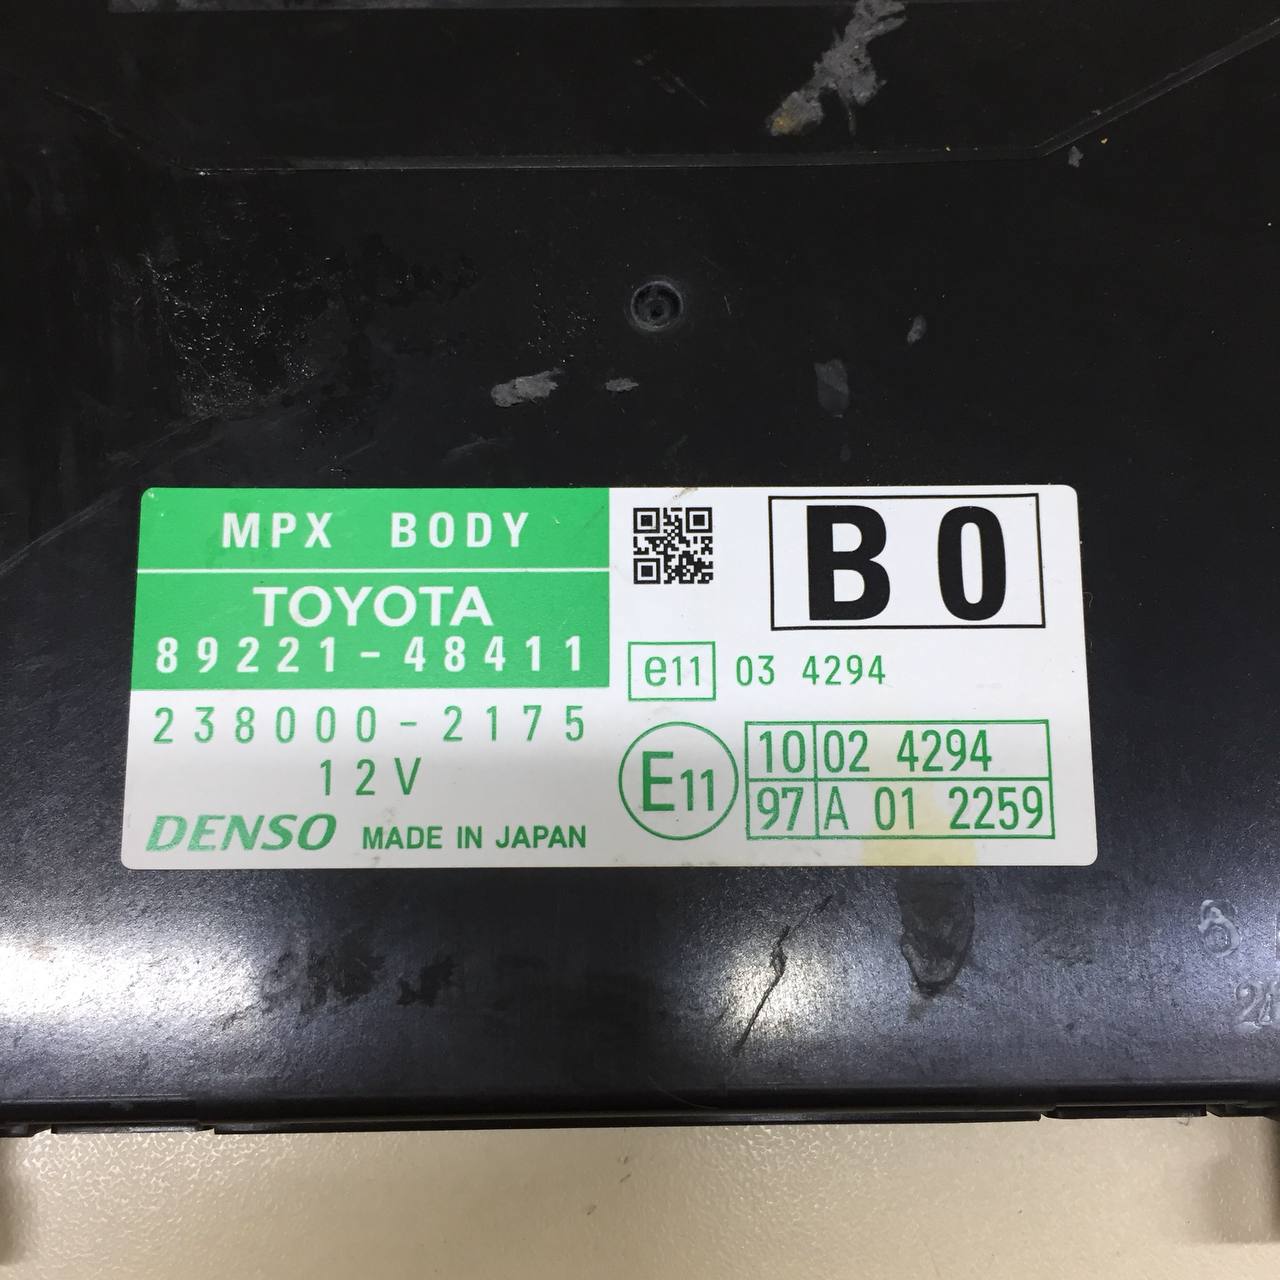 MPX BODY
TOYOTA
89221-48411
238000-2175
12V
DENSO MADE IN JAPAN
B0
e11 03 4294
E11
10 02 4294
97 A 01 2259